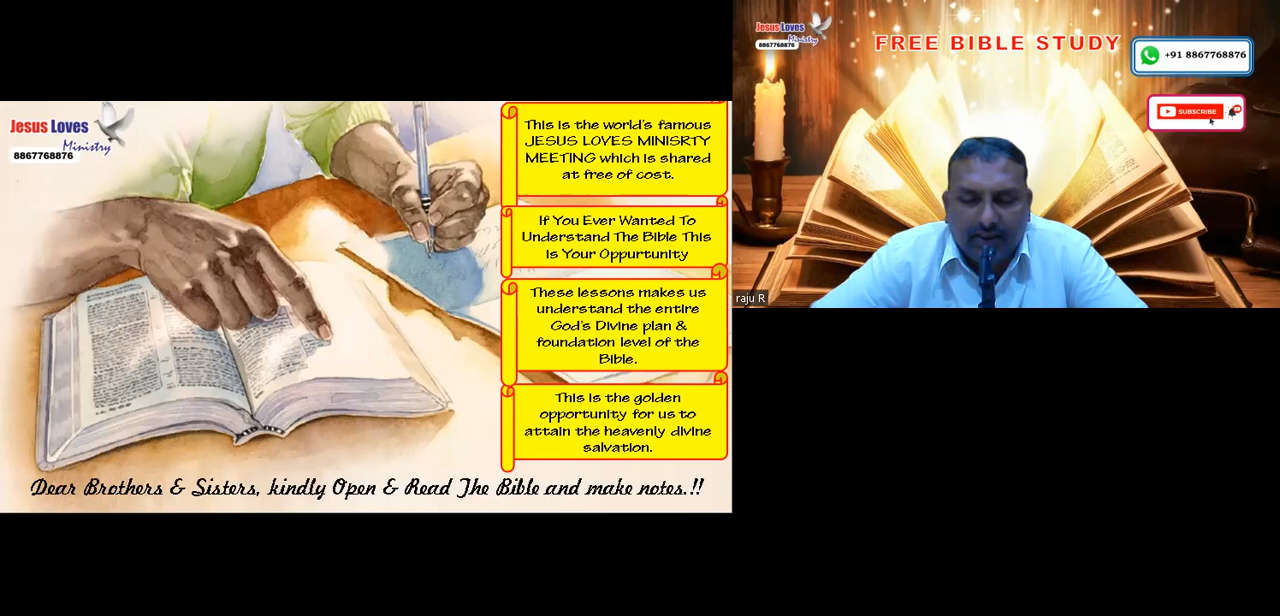 Jesus Loves
Ministry
8867768876
This is the world's famous
JESUS LOVES MINISRTY
MEETING which is shared
at free of cost.
If You Ever Wanted To
Understand The Bible This
Is Your Oppurtunity
These lessons makes us
understand the entire
God's Divine plan &
foundation level of the
Bible.
This is the golden
opportunity for us to
attain the heavenly divine
salvation.
Dear Brothers & Sisters, kindly Open & Read The Bible and make notes.!!
Jesus Loves
Ministry
8867768876
FREE BIBLE STUDY
+91 8867768876
SUBSCRIBE
raju R